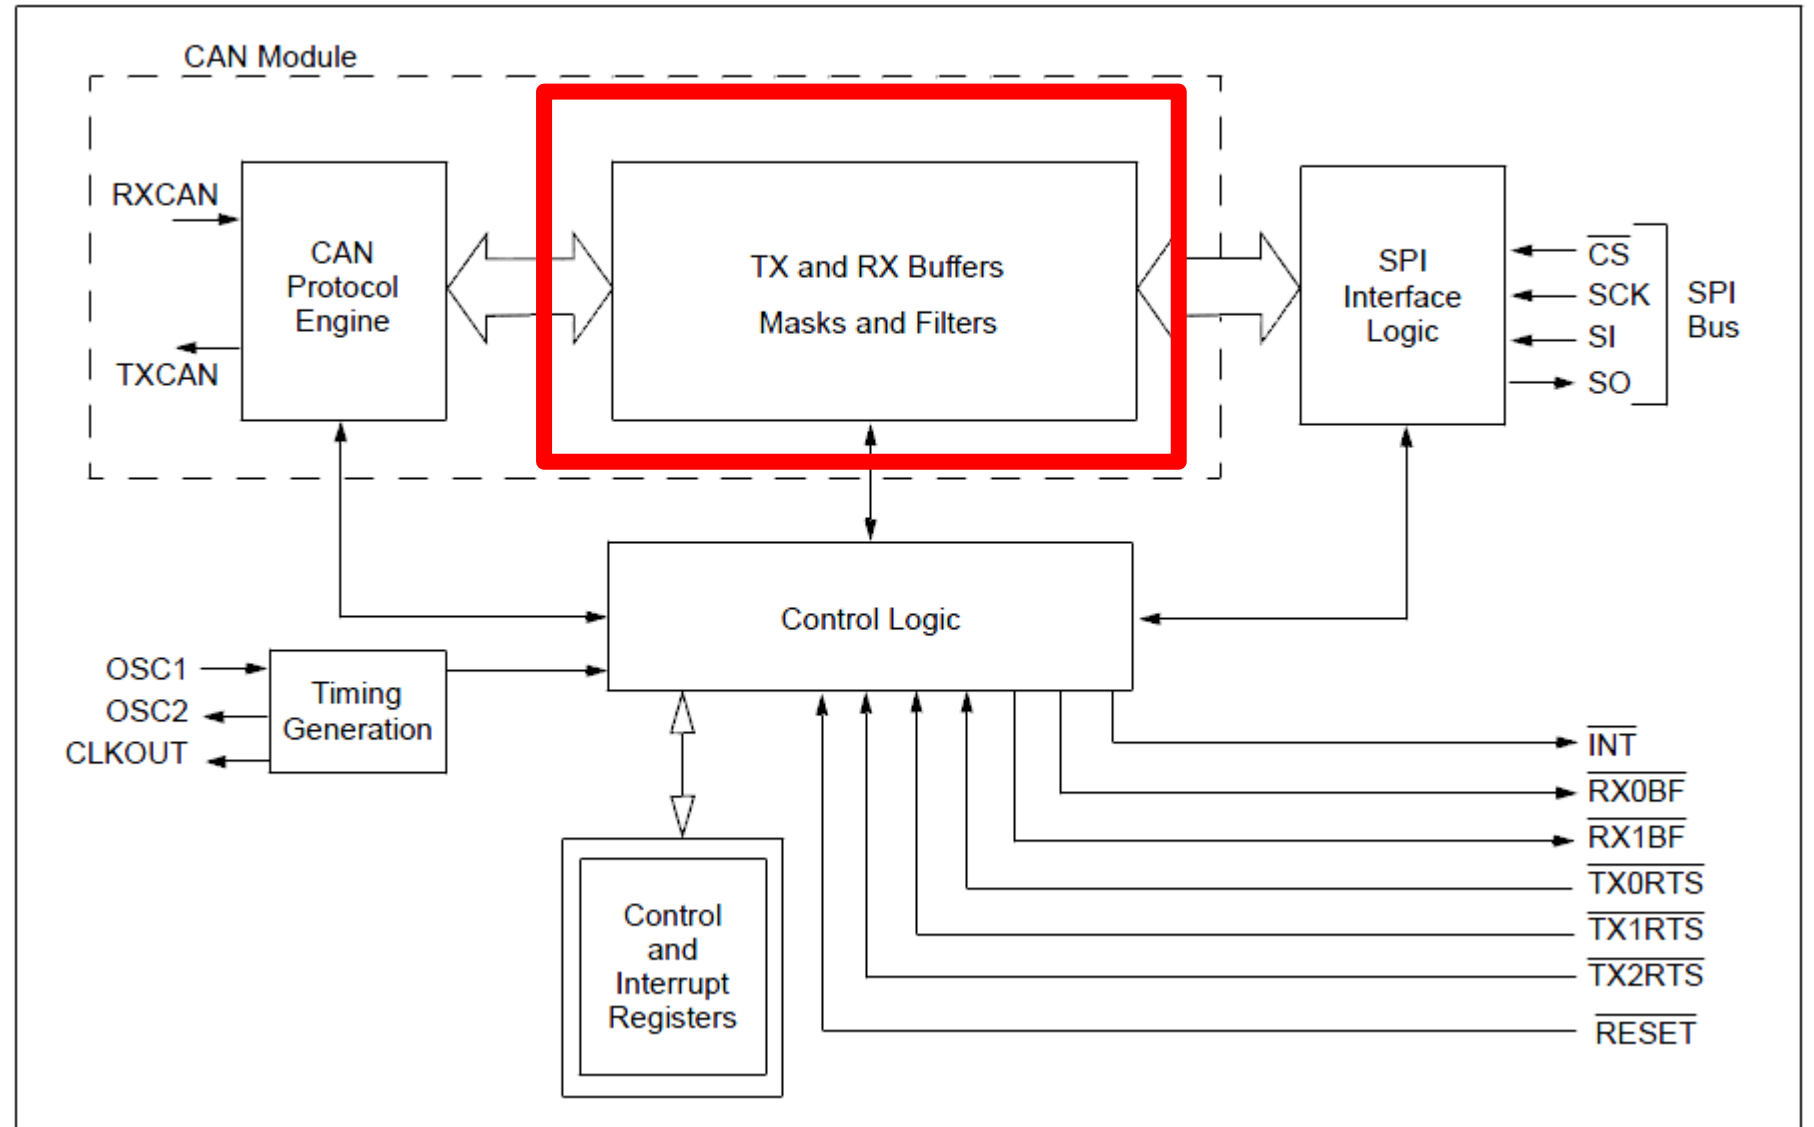 CAN Module
RXCAN
TXCAN
CAN
Protocol
Engine
TX and RX Buffers
Masks and Filters
SPI
Interface
Logic
CS
SCK
SI
SO
SPI
Bus
Control Logic
OSC1
OSC2
CLKOUT
Timing
Generation
Control
and
Interrupt
Registers
INT
RX0BF
RX1BF
TX0RTS
TX1RTS
TX2RTS
RESET